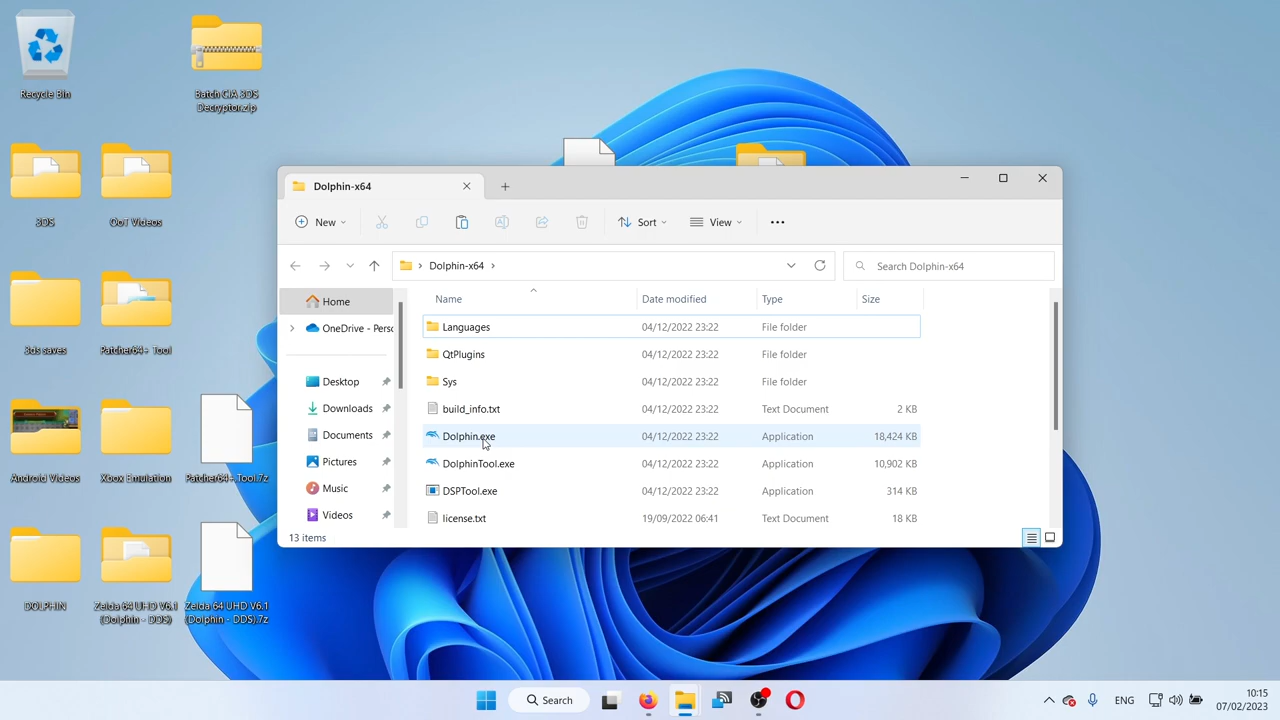 Recycle Bin
Batch CIA 3DS
Decryptor.zip
3DS
OoT Videos
3ds saves
Patcher64+ Tool
Android Videos
Xbox Emulation
Patcher64+.Tool.7z
DOLPHIN
Zelda 64 UHD V6.1
(Dolphin - DDS)
Zelda 64 UHD V6.1
(Dolphin - DDS).7z
Dolphin-x64
New
Sort
View
Dolphin-x64
Search Dolphin-x64
Home
OneDrive - Perso
Desktop
Downloads
Documents
Pictures
Music
Videos
Name Date modified Type Size
Languages 04/12/2022 23:22 File folder
QtPlugins 04/12/2022 23:22 File folder
Sys 04/12/2022 23:22 File folder
build_info.txt 04/12/2022 23:22 Text Document 2 KB
Dolphin.exe 04/12/2022 23:22 Application 18,424 KB
DolphinTool.exe 04/12/2022 23:22 Application 10,902 KB
DSPTool.exe 04/12/2022 23:22 Application 314 KB
license.txt 19/09/2022 06:41 Text Document 18 KB
13 items
Search
ENG
10:15
07/02/2023